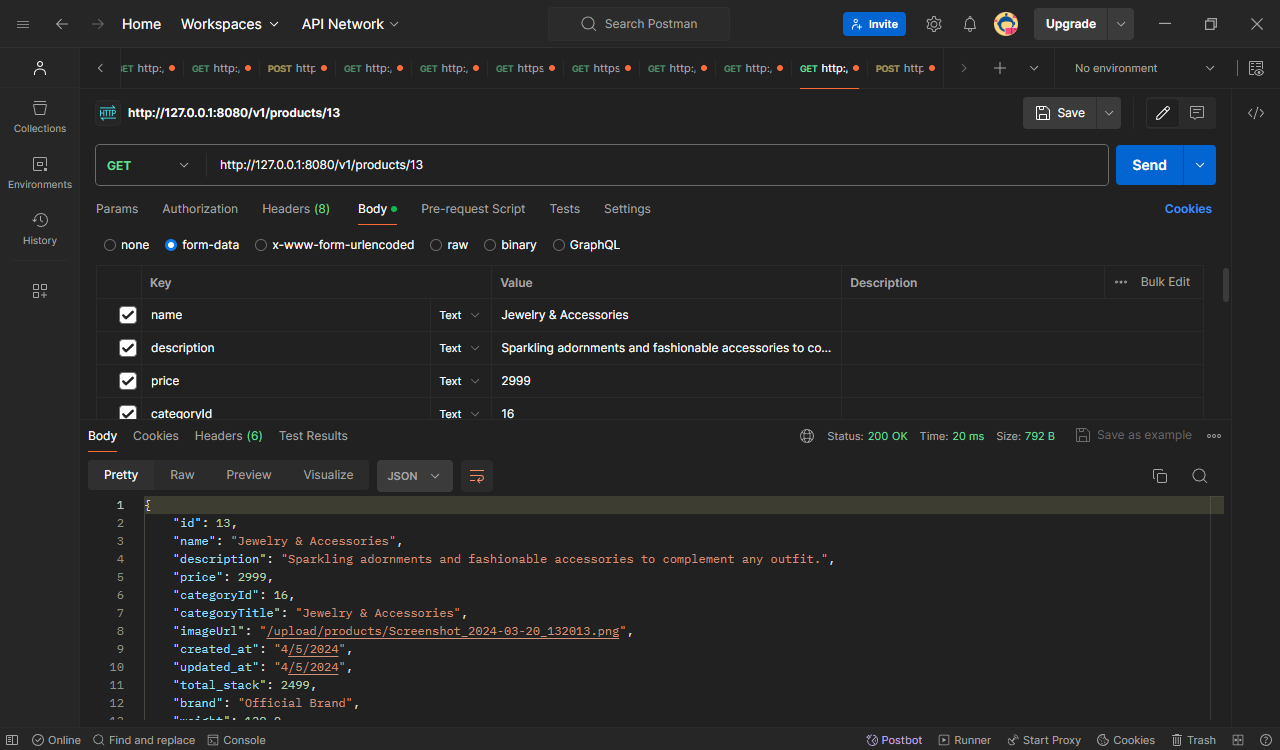 Home Workspaces API Network Search Postman Invite Upgrade
ET http:, GET http:, POST http GET http:, GET http:, GET https GET https GET http:, GET http:, GET http:, POST http No environment
HTTP http://127.0.0.1:8080/v1/products/13 Save
Collections
Environments
History
GET http://127.0.0.1:8080/v1/products/13 Send
Params Authorization Headers (8) Body Pre-request Script Tests Settings Cookies
none form-data x-www-form-urlencoded raw binary GraphQL
Key Value Description Bulk Edit
name Text Jewelry & Accessories
description Text Sparkling adornments and fashionable accessories to co...
price Text 2999
categoryId Text 16
Body Cookies Headers (6) Test Results Status: 200 OK Time: 20 ms Size: 792 B Save as example
Pretty Raw Preview Visualize JSON
1 {
2 "id": 13,
3 "name": "Jewelry & Accessories",
4 "description": "Sparkling adornments and fashionable accessories to complement any outfit.",
5 "price": 2999,
6 "categoryId": 16,
7 "categoryTitle": "Jewelry & Accessories",
8 "imageUrl": "/upload/products/Screenshot_2024-03-20_132013.png",
9 "created_at": "4/5/2024",
10 "updated_at": "4/5/2024",
11 "total_stack": 2499,
12 "brand": "Official Brand",
Online Find and replace Console Postbot Runner Start Proxy Cookies Trash